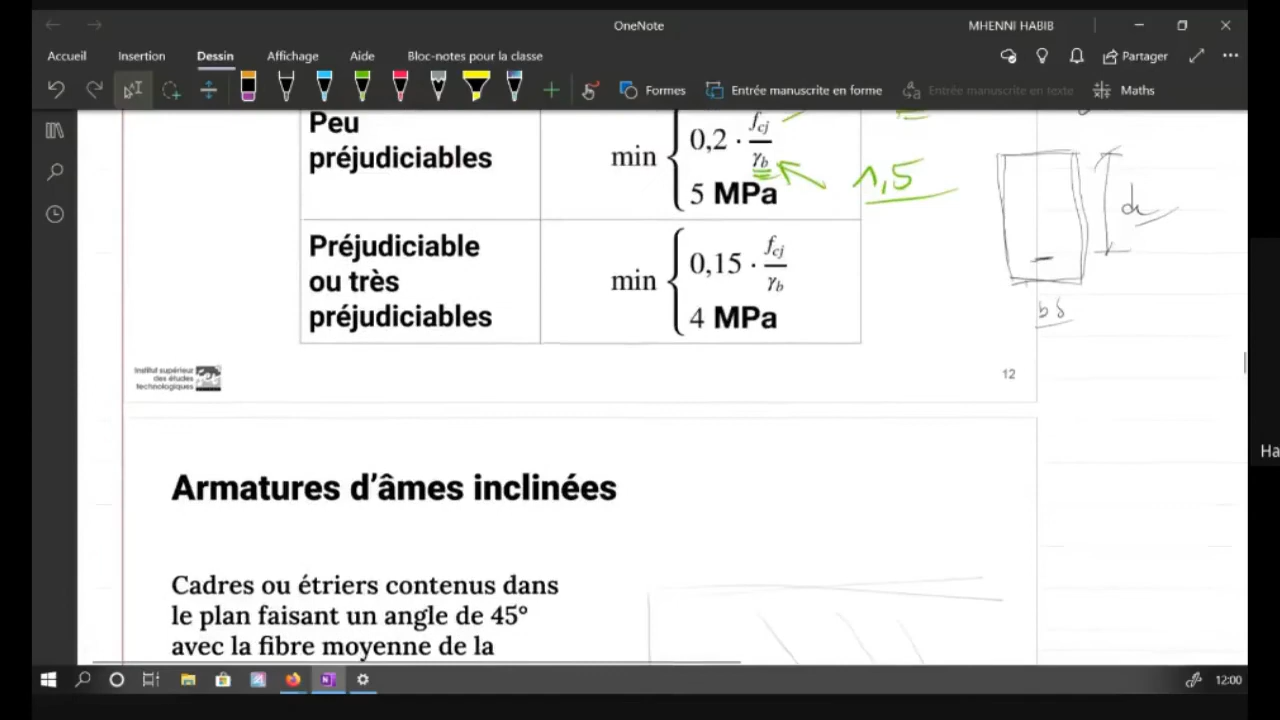 OneNote
MHENNI HABIB
Accueil
Insertion
Dessin
Affichage
Aide
Bloc-notes pour la classe
Partager
Formes
Entrée manuscrite en forme
Entrée manuscrite en texte
Maths
Peu
préjudiciables
min
0,2 · fcj
γb
5 MPa
1,5
d
Préjudiciable
ou très
préjudiciables
min
0,15 · fcj
γb
4 MPa
Institut supérieur
des études
technologiques
12
Armatures d'âmes inclinées
Cadres ou étriers contenus dans
le plan faisant un angle de 45°
avec la fibre moyenne de la
Ha
12:00